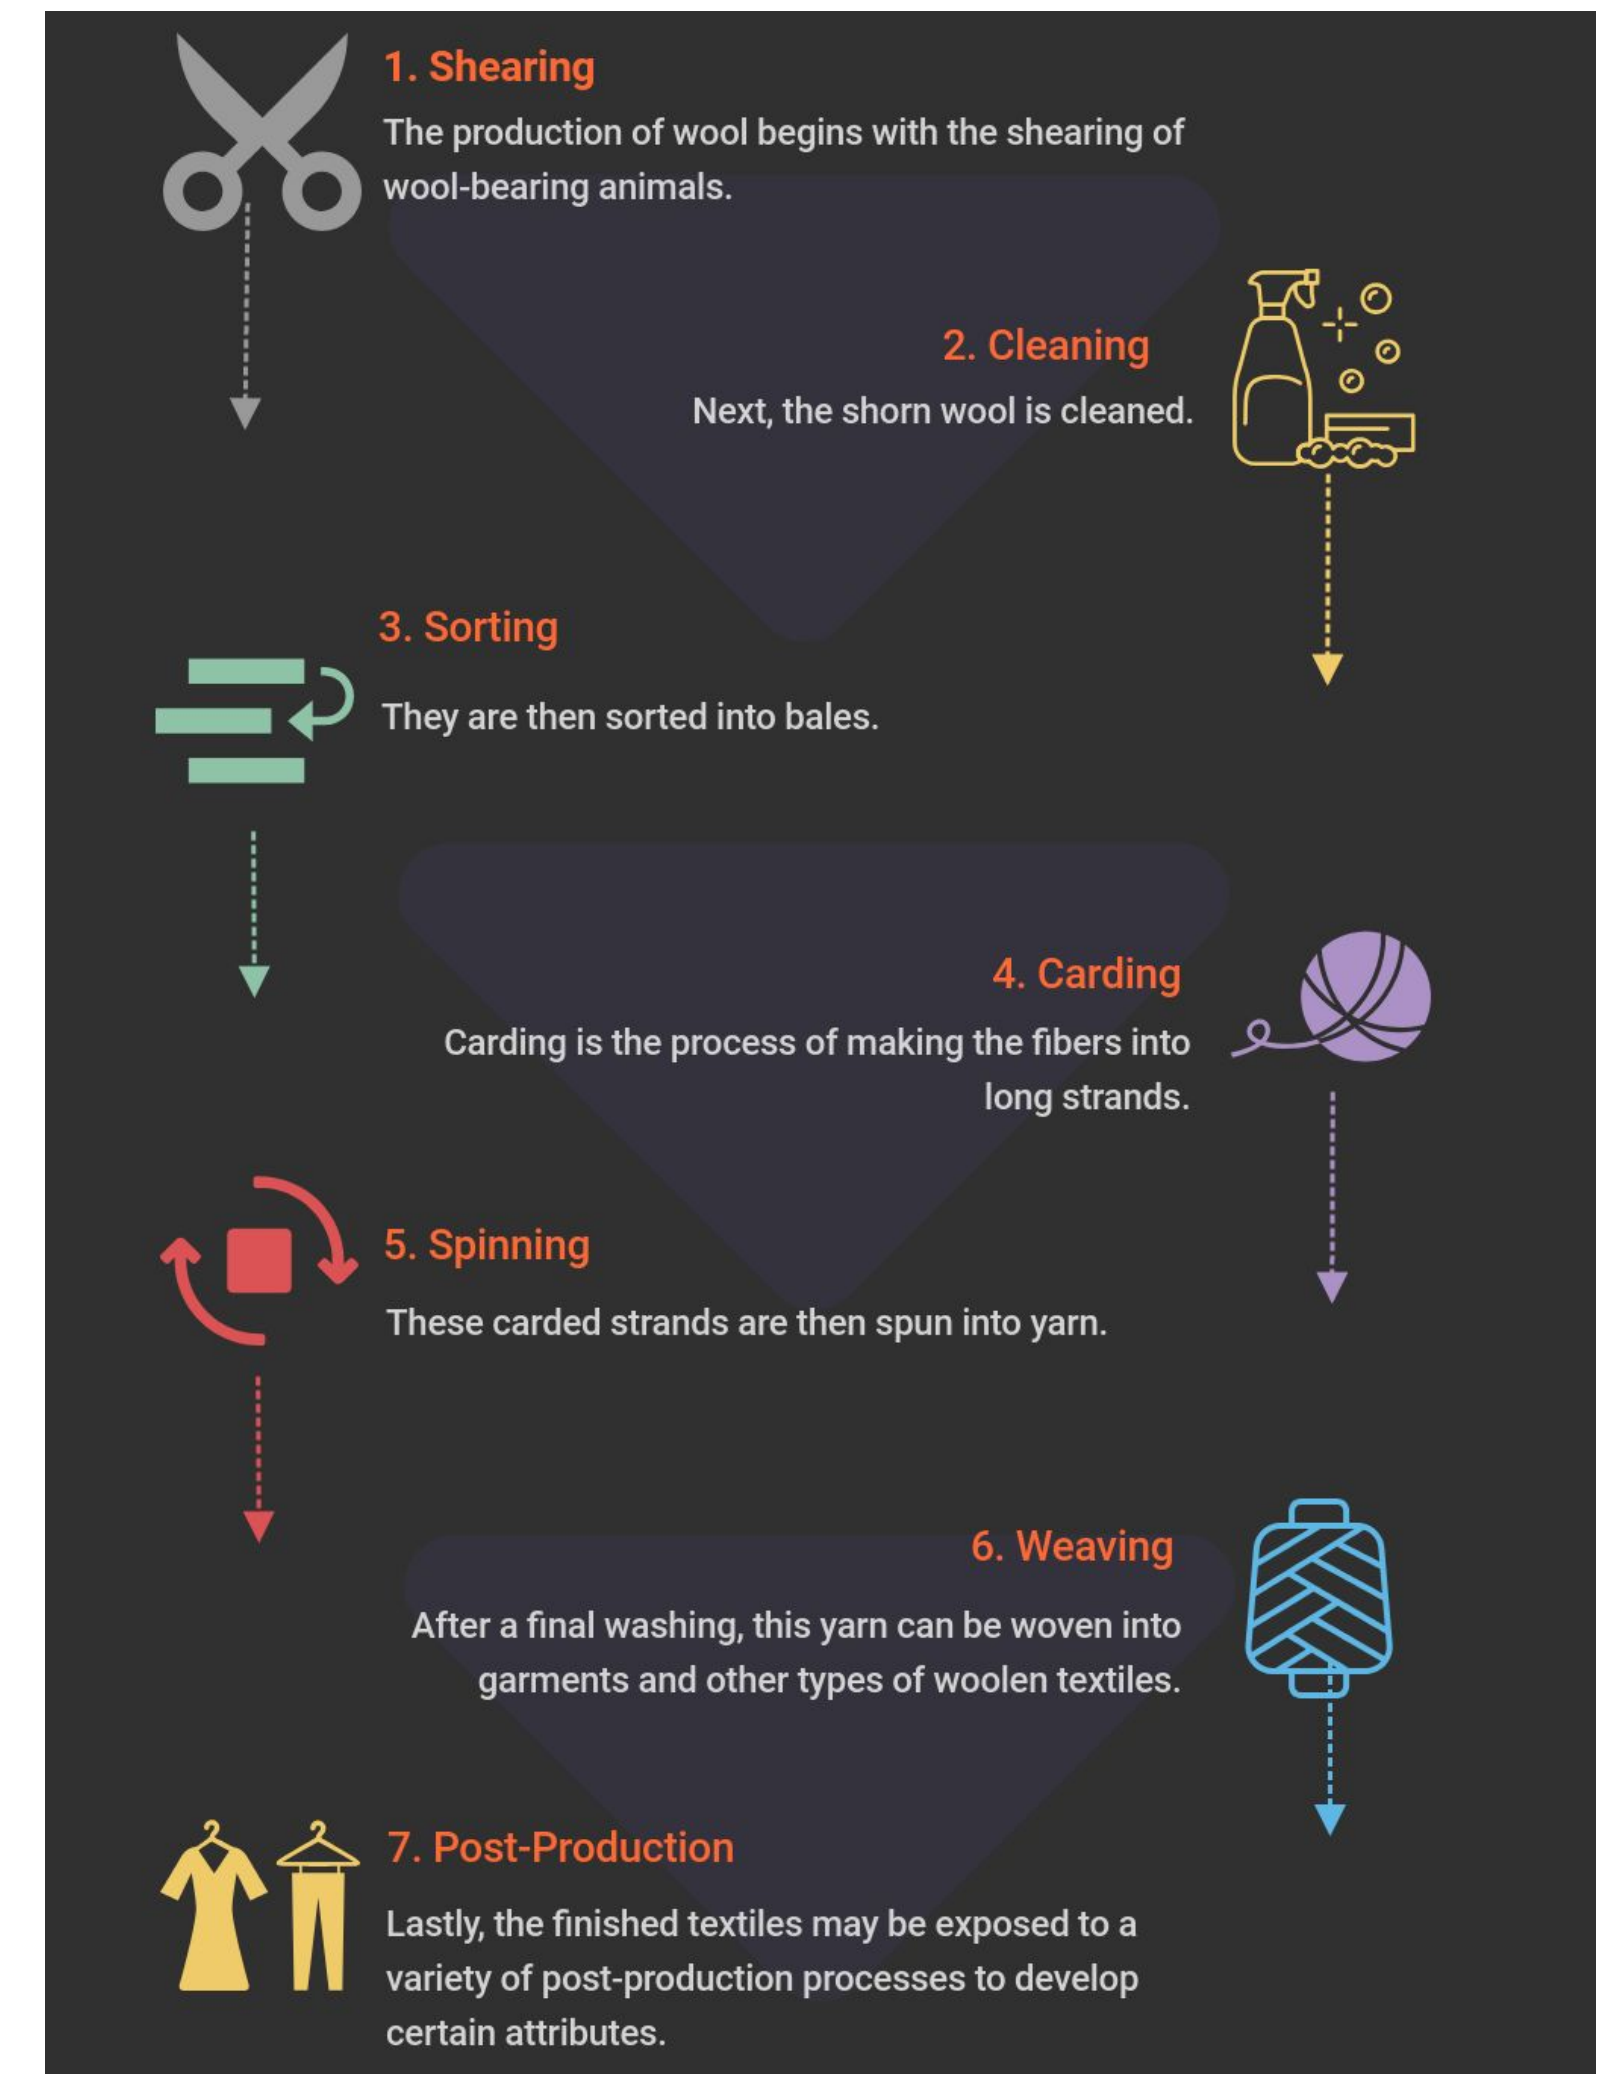 1. Shearing
The production of wool begins with the shearing of
wool-bearing animals.
2. Cleaning
Next, the shorn wool is cleaned.
3. Sorting
They are then sorted into bales.
4. Carding
Carding is the process of making the fibers into
long strands.
5. Spinning
These carded strands are then spun into yarn.
6. Weaving
After a final washing, this yarn can be woven into
garments and other types of woolen textiles.
7. Post-Production
Lastly, the finished textiles may be exposed to a
variety of post-production processes to develop
certain attributes.